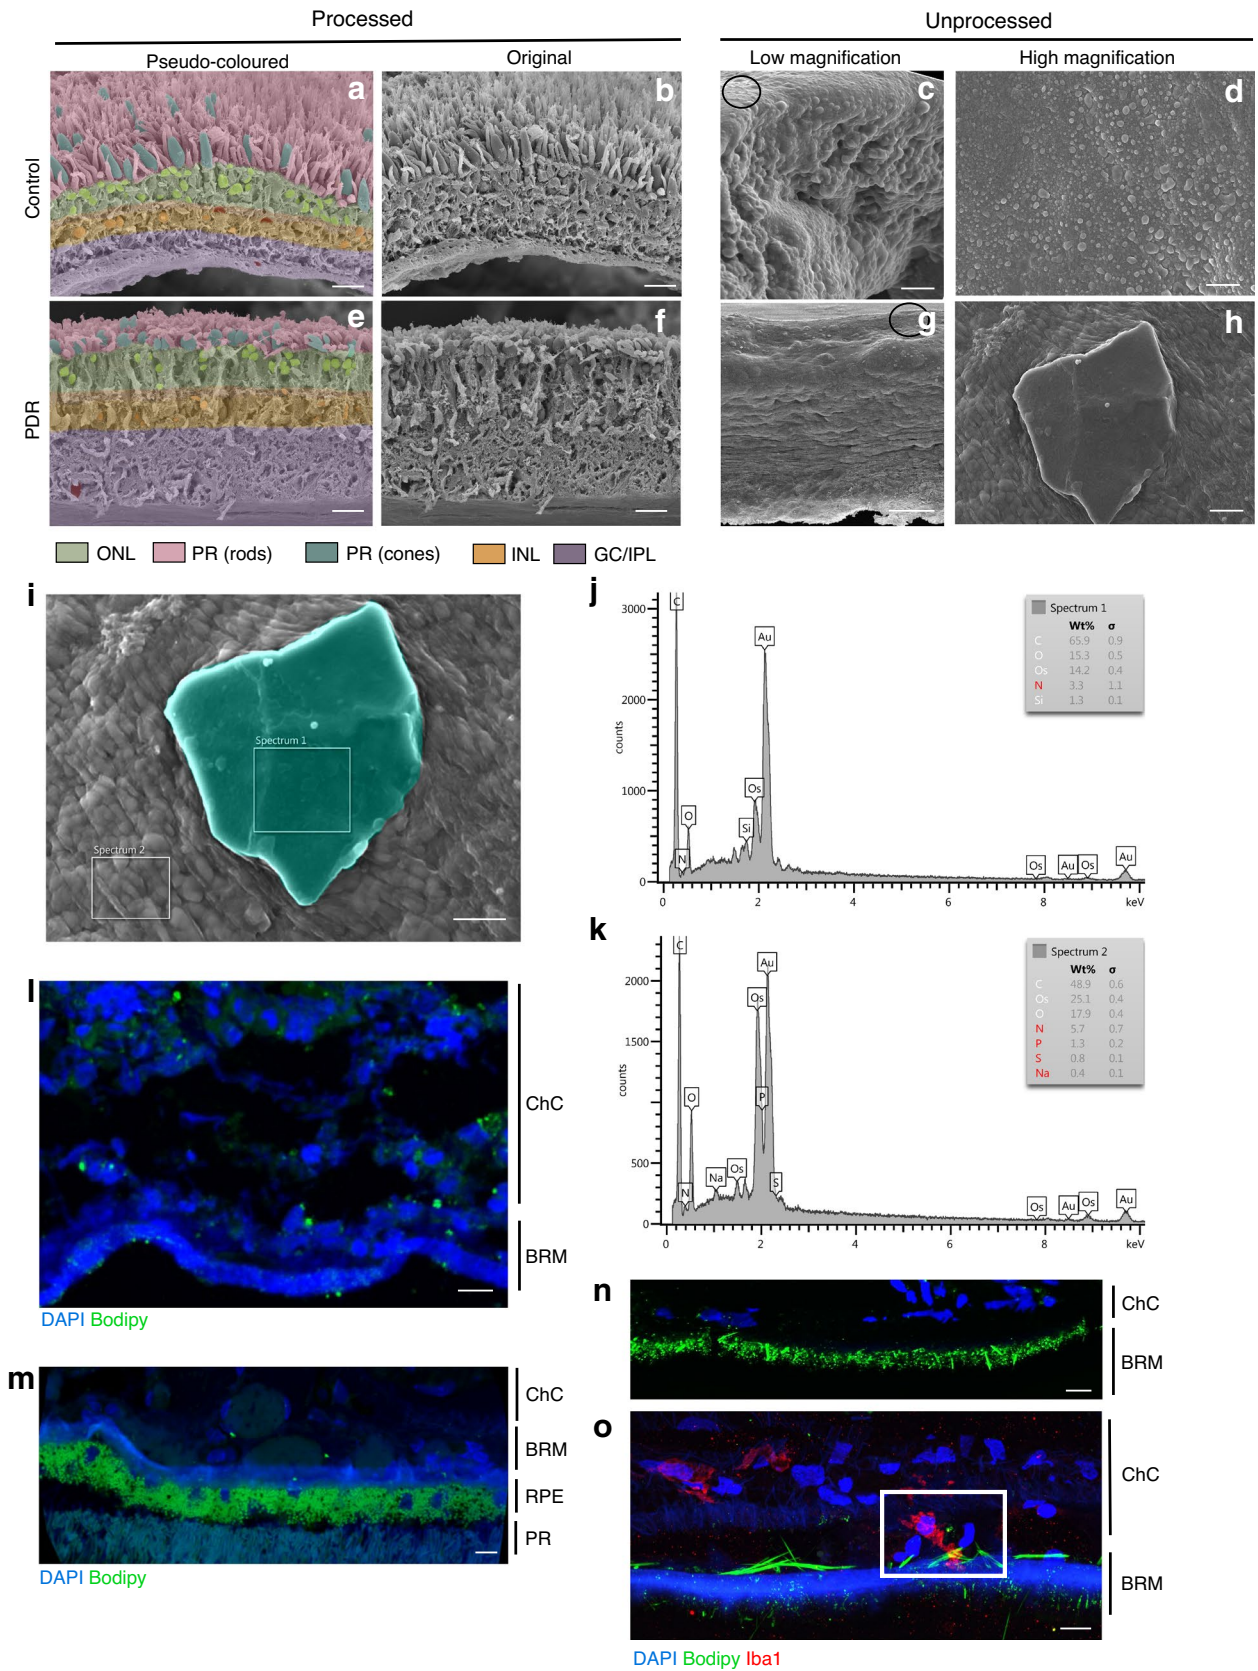 Processed
Unprocessed
Pseudo-coloured
Original
Low magnification
High magnification
Control
a
b
c
d
PDR
e
f
g
h
ONL
PR (rods)
PR (cones)
INL
GC/IPL
i
Spectrum 1
Spectrum 2
j
3000
2000
1000
0
counts
C
O
N
Si
Os
Au
Os
Au
Os
Au
0
2
4
6
8
keV
Spectrum 1
Wt% σ
C 65.9 0.9
O 15.3 0.5
Os 14.2 0.4
N 3.3 1.1
Si 1.3 0.1
k
2000
1500
500
0
counts
C
O
N
Na
Os
Os
P
Au
S
Os
Au
Os
Au
0
2
4
6
8
keV
Spectrum 2
Wt% σ
C 48.9 0.6
Os 25.1 0.4
O 17.9 0.4
N 5.7 0.7
P 1.3 0.2
S 0.8 0.1
Na 0.4 0.1
l
ChC
BRM
DAPI Bodipy
m
ChC
BRM
RPE
PR
DAPI Bodipy
n
ChC
BRM
o
ChC
BRM
DAPI Bodipy Iba1